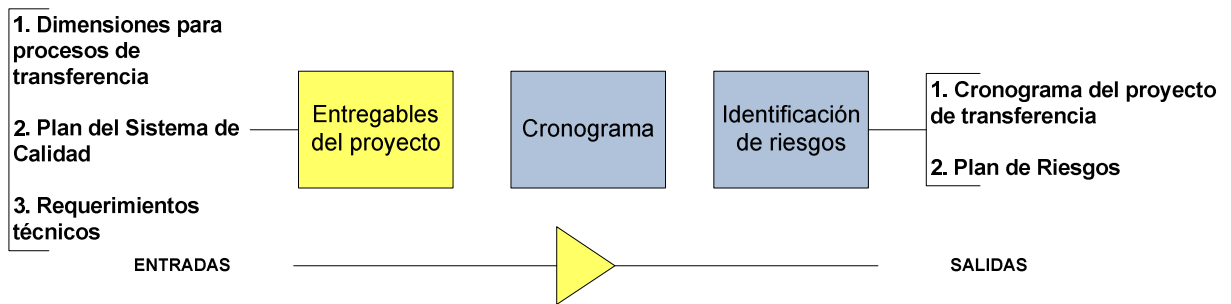 1. Dimensiones para
procesos de
transferencia
2. Plan del Sistema de
Calidad
3. Requerimientos
técnicos
Entregables
del proyecto
Cronograma
Identificación
de riesgos
1. Cronograma del proyecto
de transferencia
2. Plan de Riesgos
ENTRADAS
SALIDAS